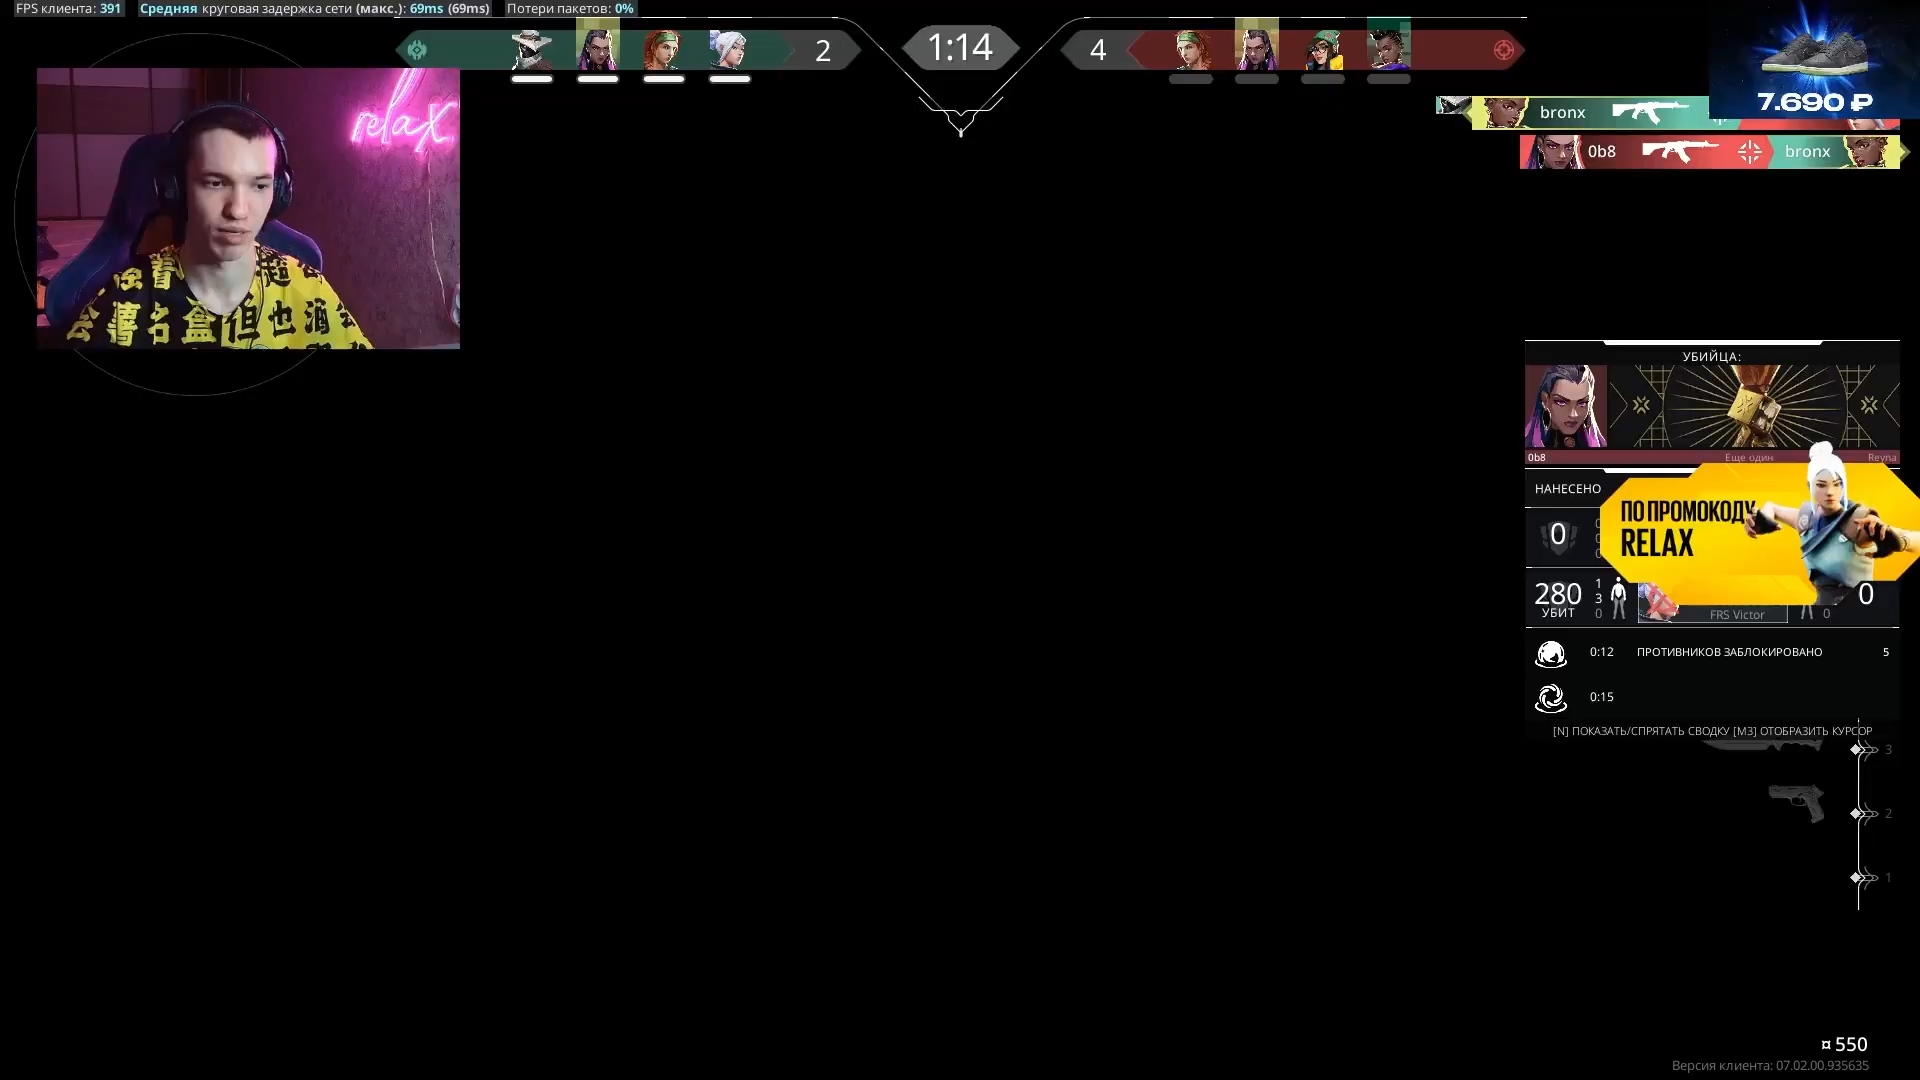 FPS клиента: 391 Средняя круговая задержка сети (макс.): 69ms (69ms) Потери пакетов: 0%
2 1:14 4
7.690 ₽
bronx
0b8 bronx
relax
УБИЙЦА:
0b8 Еще один Reyna
НАНЕСЕНО
ПО ПРОМОКОДУ
RELAX
0
280 1 3 0 0
УБИТ FRS Victor 0
0:12 ПРОТИВНИКОВ ЗАБЛОКИРОВАНО 5
0:15
[N] ПОКАЗАТЬ/СПРЯТАТЬ СВОДКУ [M3] ОТОБРАЗИТЬ КУРСОР
3
2
1
¤ 550
Версия клиента: 07.02.00.935635